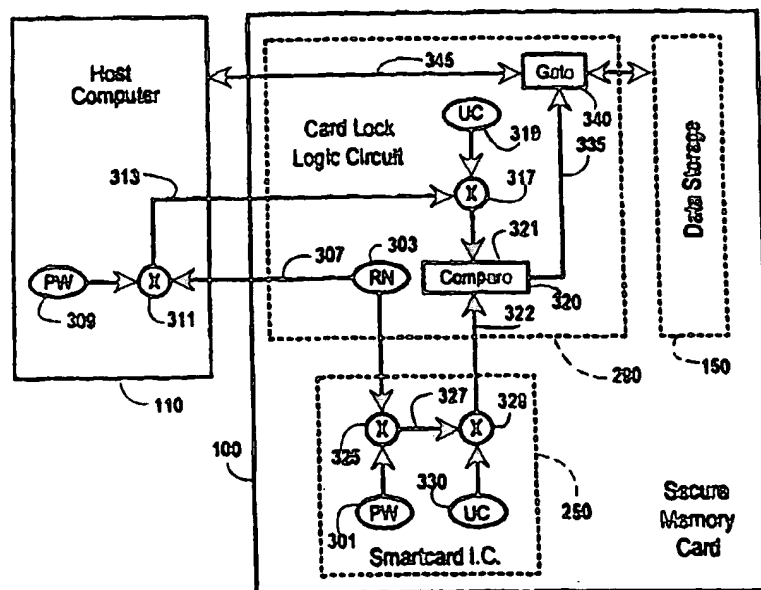 Host
Computer
345
Gate
340
UC
319
Card Lock
Logic Circuit
335
Data Storage
313
X
317
303
321
307
RN
Compare
320
PW
X
309
311
322
280
150
110
327
X
X
329
325
100
330
250
PW
UC
301
Smartcard I.C.
Secure
Memory
Card